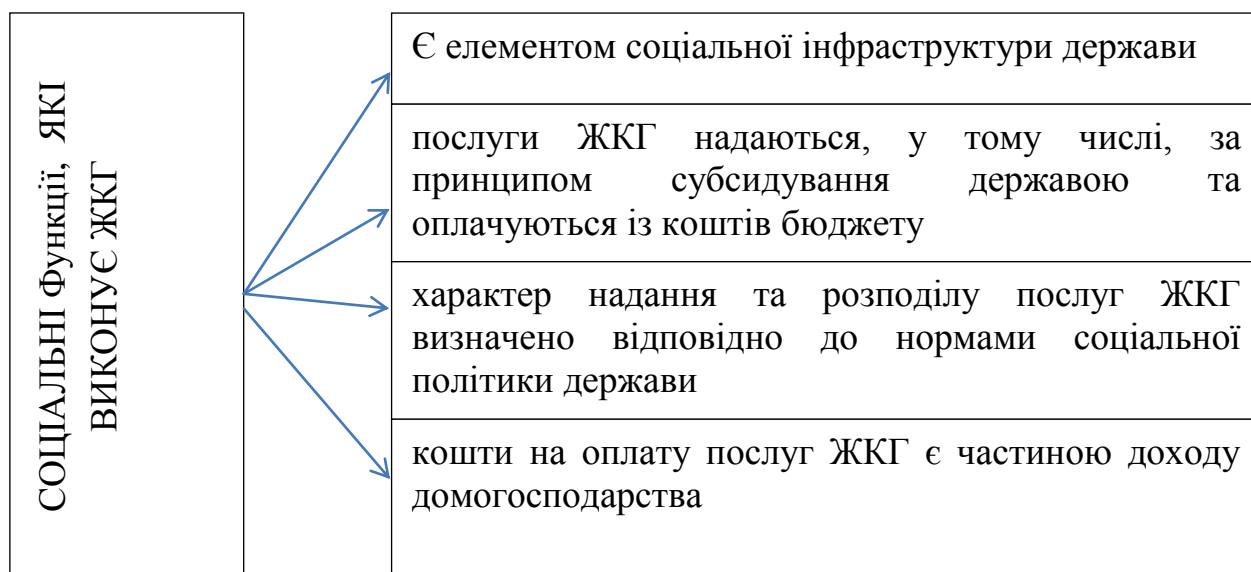 СОЦІАЛЬНІ Функції, ЯКІ
ВИКОНУЄ ЖКГ
Є елементом соціальної інфраструктури держави
послуги ЖКГ надаються, у тому числі, за
принципом субсидування державою та
оплачуються із коштів бюджету
характер надання та розподілу послуг ЖКГ
визначено відповідно до нормами соціальної
політики держави
кошти на оплату послуг ЖКГ є частиною доходу
домогосподарства